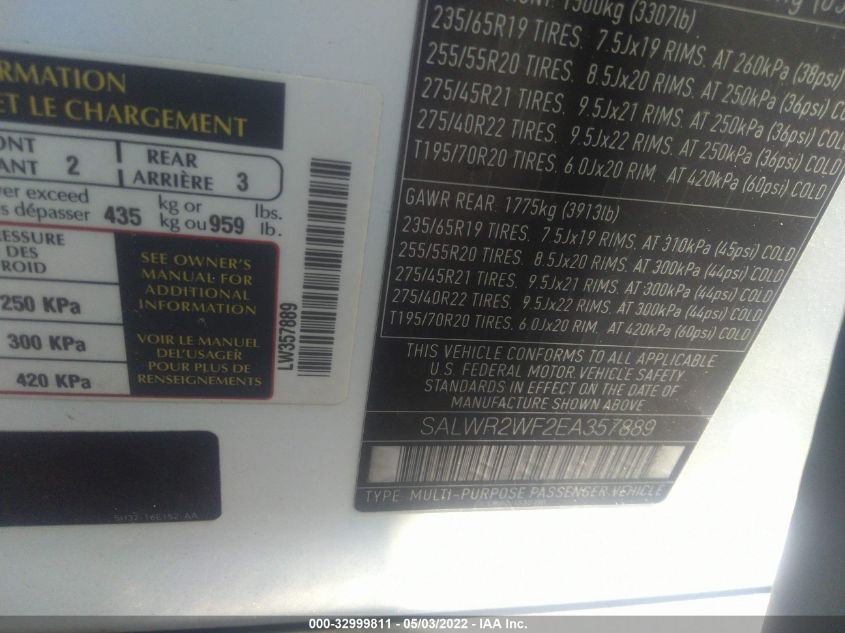 RMATION
ET LE CHARGEMENT
ONT
ANT 2
REAR
ARRIÈRE 3
ver exceed
rs dépasser 435 kg or
kg ou 959 lbs.
lb.
RESSURE
DES
ROID
250 KPa
300 KPa
420 KPa
SEE OWNER'S
MANUAL FOR
ADDITIONAL
INFORMATION
VOIR LE MANUEL
DEL'USAGER
POUR PLUS DE
RENSEIGNEMENTS
LW357889
1500kg (3307lb)
235/65R19 TIRES. 7.5Jx19 RIMS. AT 260kPa (38psi)
255/55R20 TIRES. 8.5Jx20 RIMS. AT 250kPa (36psi) CO
275/45R21 TIRES. 9.5Jx21 RIMS. AT 250kPa (36psi) COLD
275/40R22 TIRES. 9.5Jx22 RIMS. AT 250kPa (36psi) COLD
T195/70R20 TIRES. 6.0Jx20 RIM. AT 420kPa (60psi) COLD
GAWR REAR. 1775kg (3913lb)
235/65R19 TIRES. 7.5Jx19 RIMS. AT 310kPa (45psi) COLD
255/55R20 TIRES. 8.5Jx20 RIMS. AT 300kPa (44psi) COLD
275/45R21 TIRES. 9.5Jx21 RIMS. AT 300kPa (44psi) COLD
275/40R22 TIRES. 9.5Jx22 RIMS. AT 300kPa (44psi) COLD
T195/70R20 TIRES. 6.0Jx20 RIM. AT 420kPa (60psi) COLD
THIS VEHICLE CONFORMS TO ALL APPLICABLE
U.S. FEDERAL MOTOR VEHICLE SAFETY
STANDARDS IN EFFECT ON THE DATE OF
MANUFACTURE SHOWN ABOVE
SALWR2WF2EA357889
TYPE: MULTI-PURPOSE PASSENGER VEHICLE
000-32999811 - 05/03/2022 - IAA Inc.